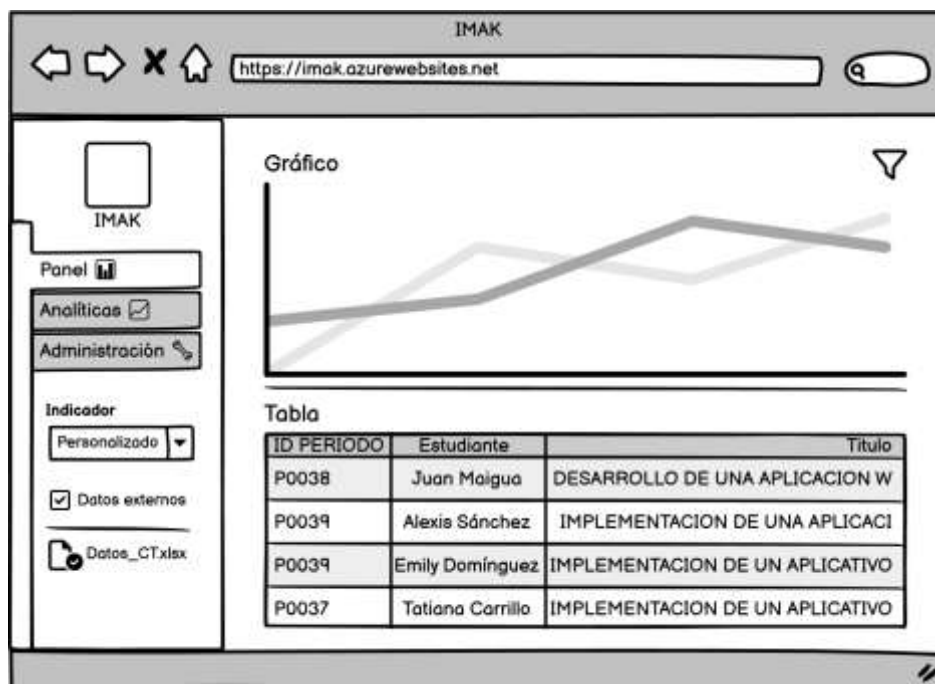 IMAK
https://imak.azurewebsites.net
IMAK
Panel
Analíticas
Administración
Indicador
Personalizado
Datos externos
Datos_CT.xlsx
Gráfico
Tabla
ID PERIODO Estudiante Titulo
P0038 Juan Maigua DESARROLLO DE UNA APLICACION W
P0039 Alexis Sánchez IMPLEMENTACION DE UNA APLICACI
P0039 Emily Domínguez IMPLEMENTACION DE UN APLICATIVO
P0037 Tatiana Carrillo IMPLEMENTACION DE UN APLICATIVO